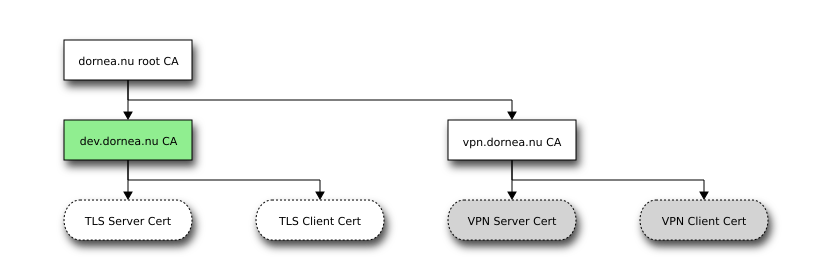 dornea.nu root CA
dev.dornea.nu CA
vpn.dornea.nu CA
TLS Server Cert
TLS Client Cert
VPN Server Cert
VPN Client Cert